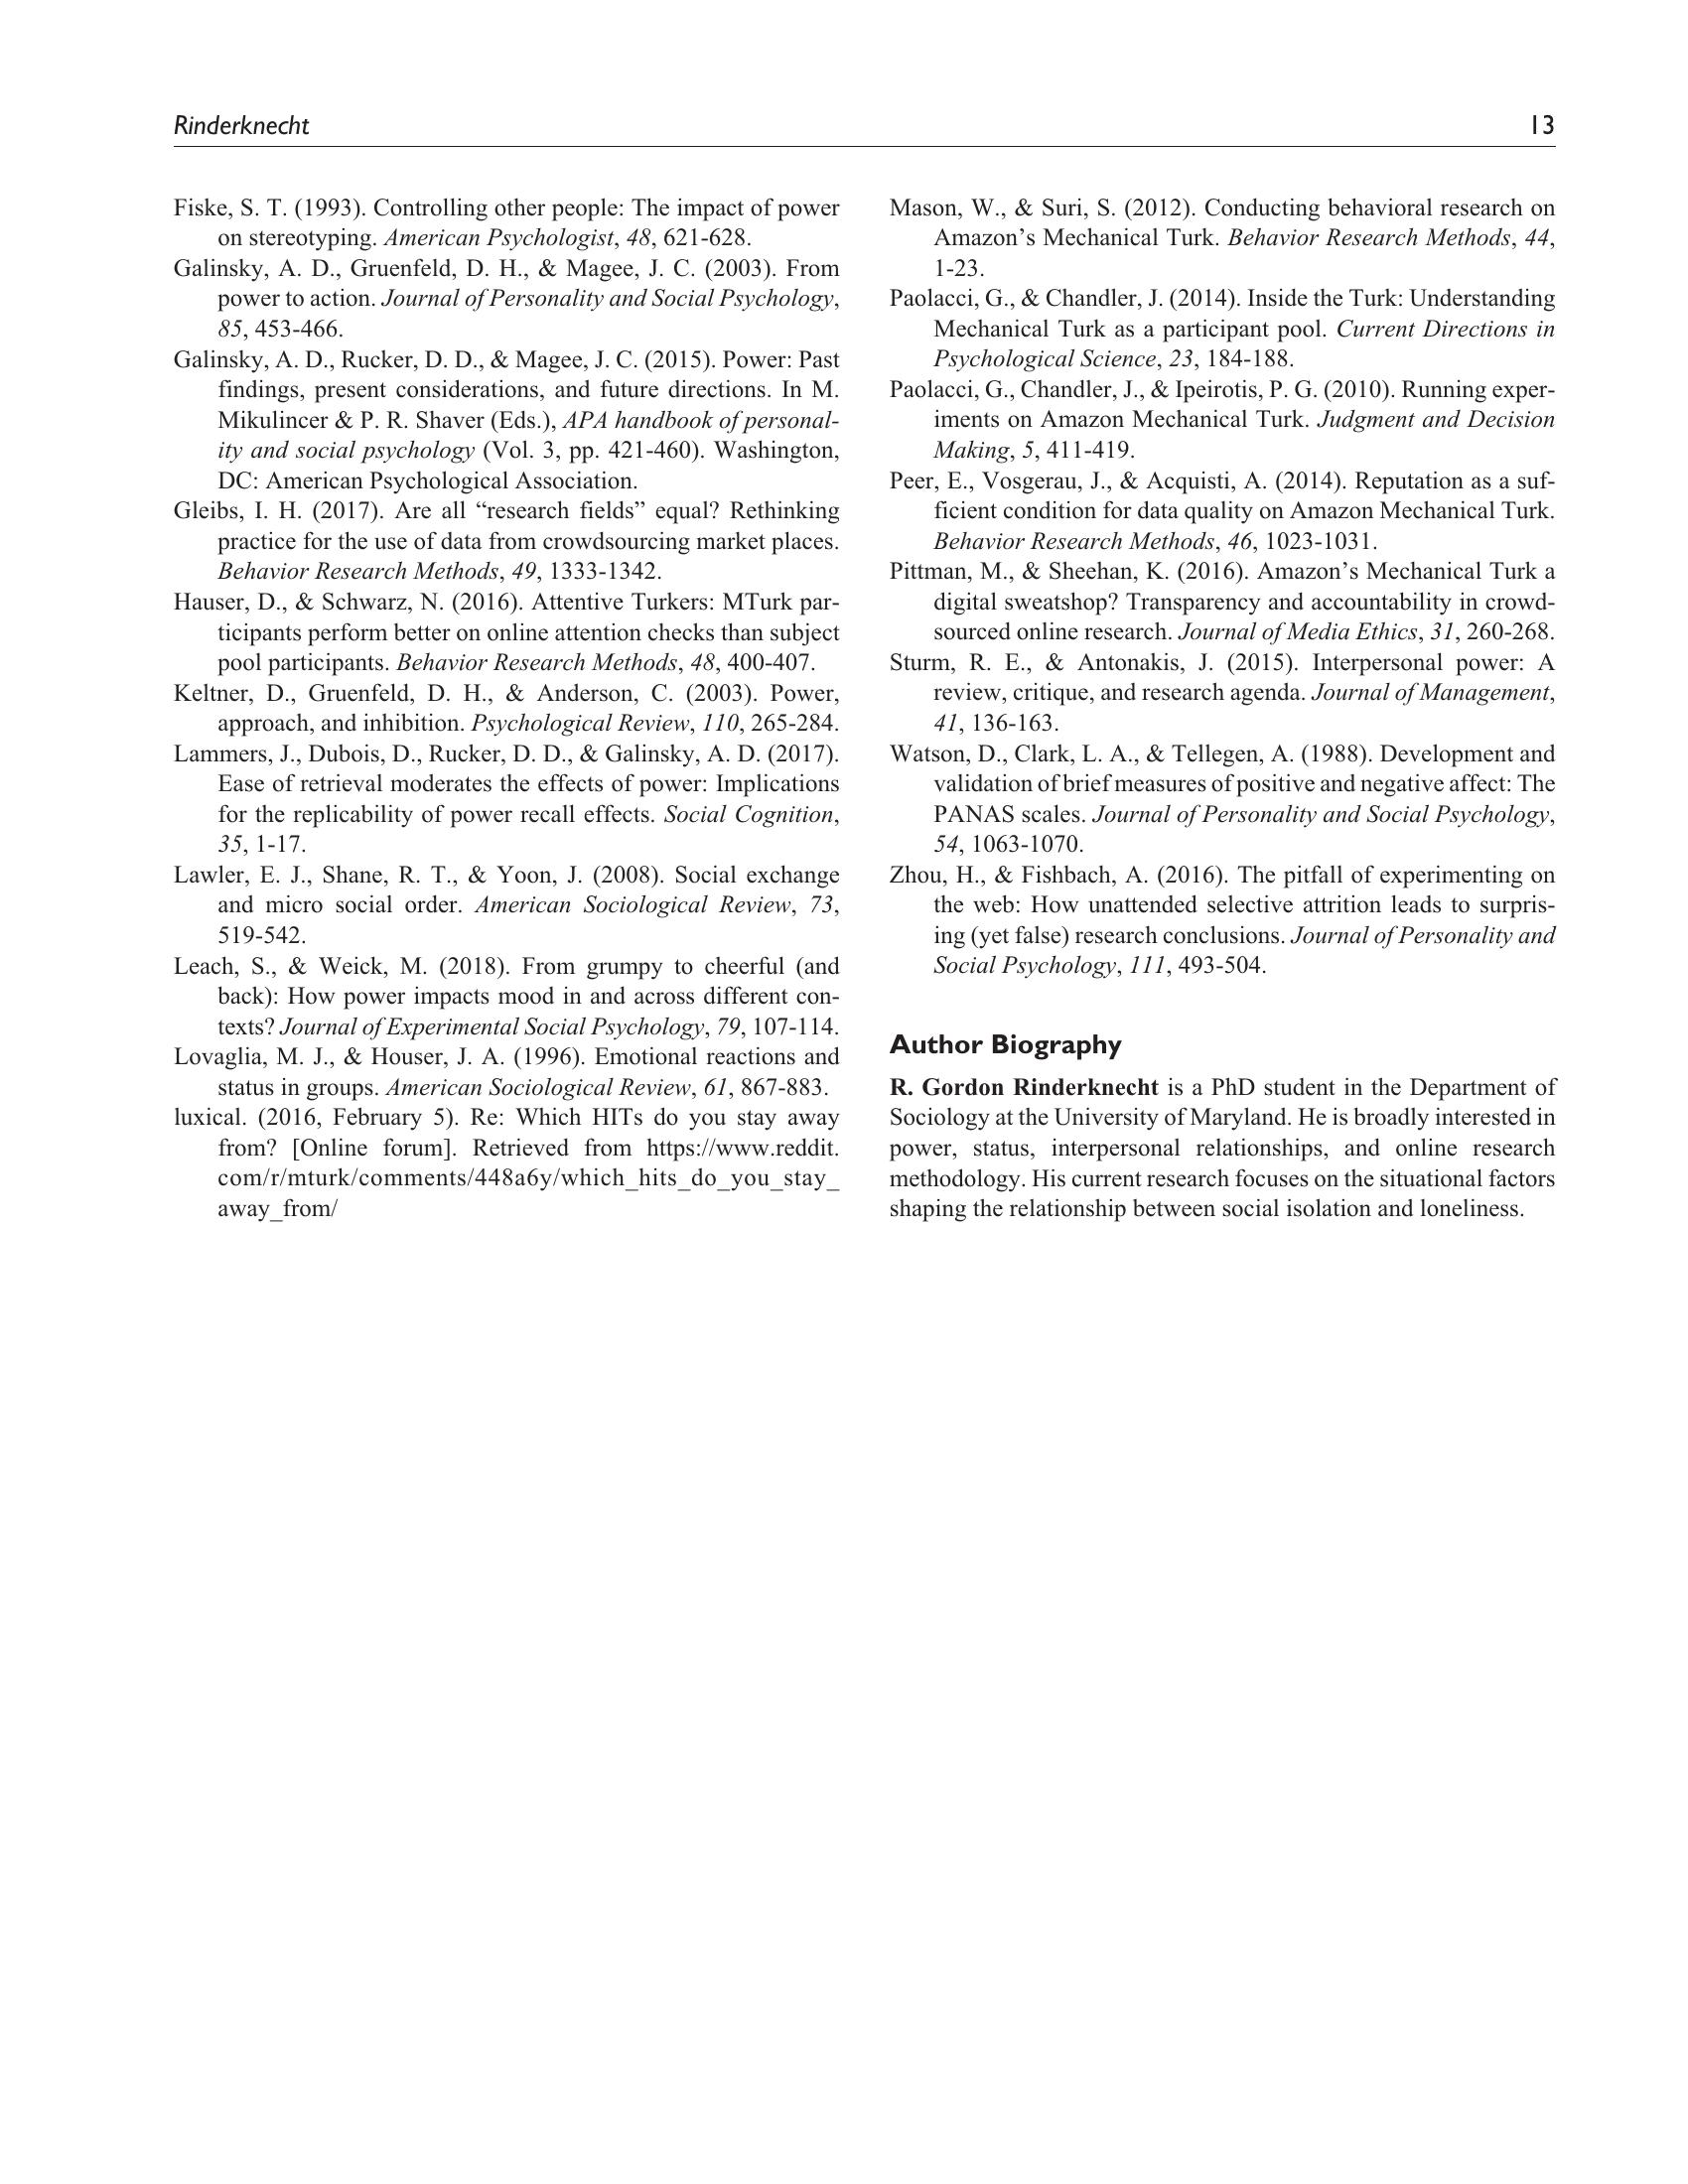 Rinderknecht 13
Fiske, S. T. (1993). Controlling other people: The impact of power
on stereotyping. American Psychologist, 48, 621-628.
Galinsky, A. D., Gruenfeld, D. H., & Magee, J. C. (2003). From
power to action. Journal of Personality and Social Psychology,
85, 453-466.
Galinsky, A. D., Rucker, D. D., & Magee, J. C. (2015). Power: Past
findings, present considerations, and future directions. In M.
Mikulincer & P. R. Shaver (Eds.), APA handbook of personal-
ity and social psychology (Vol. 3, pp. 421-460). Washington,
DC: American Psychological Association.
Gleibs, I. H. (2017). Are all “research fields” equal? Rethinking
practice for the use of data from crowdsourcing market places.
Behavior Research Methods, 49, 1333-1342.
Hauser, D., & Schwarz, N. (2016). Attentive Turkers: MTurk par-
ticipants perform better on online attention checks than subject
pool participants. Behavior Research Methods, 48, 400-407.
Keltner, D., Gruenfeld, D. H., & Anderson, C. (2003). Power,
approach, and inhibition. Psychological Review, 110, 265-284.
Lammers, J., Dubois, D., Rucker, D. D., & Galinsky, A. D. (2017).
Ease of retrieval moderates the effects of power: Implications
for the replicability of power recall effects. Social Cognition,
35, 1-17.
Lawler, E. J., Shane, R. T., & Yoon, J. (2008). Social exchange
and micro social order. American Sociological Review, 73,
519-542.
Leach, S., & Weick, M. (2018). From grumpy to cheerful (and
back): How power impacts mood in and across different con-
texts? Journal of Experimental Social Psychology, 79, 107-114.
Lovaglia, M. J., & Houser, J. A. (1996). Emotional reactions and
status in groups. American Sociological Review, 61, 867-883.
luxical. (2016, February 5). Re: Which HITs do you stay away
from? [Online forum]. Retrieved from https://www.reddit.
com/r/mturk/comments/448a6y/which_hits_do_you_stay_
away_from/
Mason, W., & Suri, S. (2012). Conducting behavioral research on
Amazon’s Mechanical Turk. Behavior Research Methods, 44,
1-23.
Paolacci, G., & Chandler, J. (2014). Inside the Turk: Understanding
Mechanical Turk as a participant pool. Current Directions in
Psychological Science, 23, 184-188.
Paolacci, G., Chandler, J., & Ipeirotis, P. G. (2010). Running exper-
iments on Amazon Mechanical Turk. Judgment and Decision
Making, 5, 411-419.
Peer, E., Vosgerau, J., & Acquisti, A. (2014). Reputation as a suf-
ficient condition for data quality on Amazon Mechanical Turk.
Behavior Research Methods, 46, 1023-1031.
Pittman, M., & Sheehan, K. (2016). Amazon’s Mechanical Turk a
digital sweatshop? Transparency and accountability in crowd-
sourced online research. Journal of Media Ethics, 31, 260-268.
Sturm, R. E., & Antonakis, J. (2015). Interpersonal power: A
review, critique, and research agenda. Journal of Management,
41, 136-163.
Watson, D., Clark, L. A., & Tellegen, A. (1988). Development and
validation of brief measures of positive and negative affect: The
PANAS scales. Journal of Personality and Social Psychology,
54, 1063-1070.
Zhou, H., & Fishbach, A. (2016). The pitfall of experimenting on
the web: How unattended selective attrition leads to surpris-
ing (yet false) research conclusions. Journal of Personality and
Social Psychology, 111, 493-504.
Author Biography
R. Gordon Rinderknecht is a PhD student in the Department of
Sociology at the University of Maryland. He is broadly interested in
power, status, interpersonal relationships, and online research
methodology. His current research focuses on the situational factors
shaping the relationship between social isolation and loneliness.